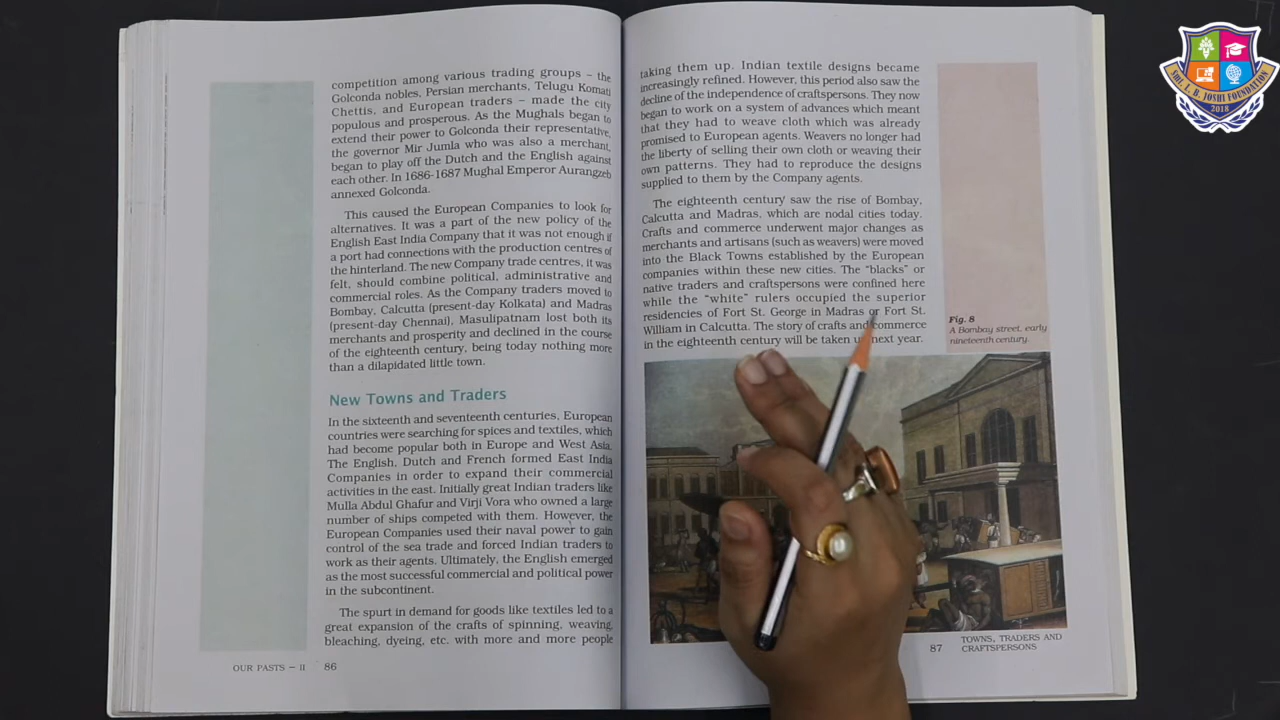 competition among various trading groups – the
Golconda nobles, Persian merchants, Telugu Komati
Chettis, and European traders – made the city
populous and prosperous. As the Mughals began to
extend their power to Golconda their representative,
the governor Mir Jumla who was also a merchant,
began to play off the Dutch and the English against
each other. In 1686-1687 Mughal Emperor Aurangzeb
annexed Golconda.
This caused the European Companies to look for
alternatives. It was a part of the new policy of the
English East India Company that it was not enough if
a port had connections with the production centres of
the hinterland. The new Company trade centres, it was
felt, should combine political, administrative and
commercial roles. As the Company traders moved to
Bombay, Calcutta (present-day Kolkata) and Madras
(present-day Chennai), Masulipatnam lost both its
merchants and prosperity and declined in the course
of the eighteenth century, being today nothing more
than a dilapidated little town.
New Towns and Traders
In the sixteenth and seventeenth centuries, European
countries were searching for spices and textiles, which
had become popular both in Europe and West Asia.
The English, Dutch and French formed East India
Companies in order to expand their commercial
activities in the east. Initially great Indian traders like
Mulla Abdul Ghafur and Virji Vora who owned a large
number of ships competed with them. However, the
European Companies used their naval power to gain
control of the sea trade and forced Indian traders to
work as their agents. Ultimately, the English emerged
as the most successful commercial and political power
in the subcontinent.
The spurt in demand for goods like textiles led to a
great expansion of the crafts of spinning, weaving,
bleaching, dyeing, etc. with more and more people
OUR PASTS – II 86
taking them up. Indian textile designs became
increasingly refined. However, this period also saw the
decline of the independence of craftspersons. They now
began to work on a system of advances which meant
that they had to weave cloth which was already
promised to European agents. Weavers no longer had
the liberty of selling their own cloth or weaving their
own patterns. They had to reproduce the designs
supplied to them by the Company agents.
The eighteenth century saw the rise of Bombay,
Calcutta and Madras, which are nodal cities today.
Crafts and commerce underwent major changes as
merchants and artisans (such as weavers) were moved
into the Black Towns established by the European
companies within these new cities. The "blacks" or
native traders and craftspersons were confined here
while the "white" rulers occupied the superior
residencies of Fort St. George in Madras or Fort St.
William in Calcutta. The story of crafts and commerce
in the eighteenth century will be taken up next year.
Fig. 8
A Bombay street, early
nineteenth century.
87 TOWNS, TRADERS AND
CRAFTSPERSONS
JOSHI FOUNDATION
2018